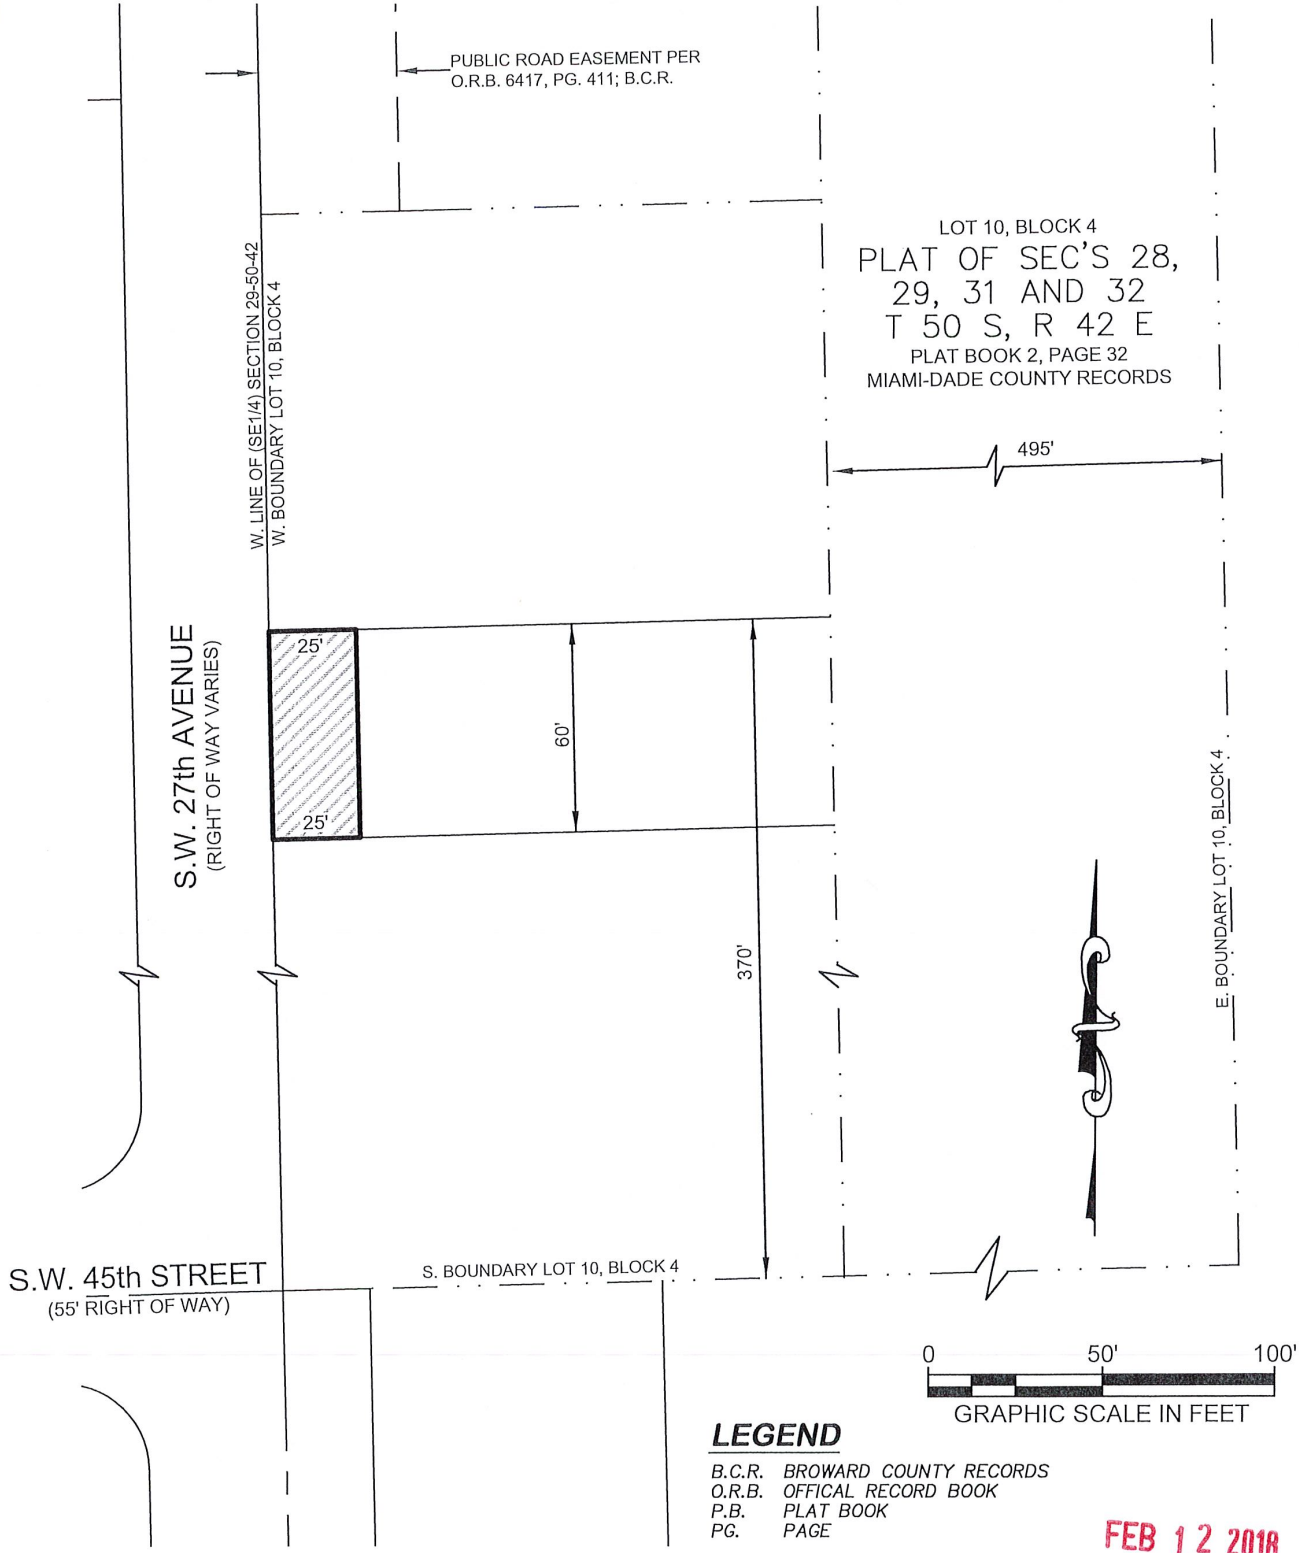 PUBLIC ROAD EASEMENT PER
O.R.B. 6417, PG. 411; B.C.R.
LOT 10, BLOCK 4
PLAT OF SEC'S 28,
29, 31 AND 32
T 50 S, R 42 E
PLAT BOOK 2, PAGE 32
MIAMI-DADE COUNTY RECORDS
W. LINE OF (SE1/4) SECTION 29-50-42
W. BOUNDARY LOT 10, BLOCK 4
495'
S.W. 27th AVENUE
(RIGHT OF WAY VARIES)
25'
60'
25'
370'
E. BOUNDARY LOT 10, BLOCK 4
S.W. 45th STREET
(55' RIGHT OF WAY)
S. BOUNDARY LOT 10, BLOCK 4
0 50' 100'
GRAPHIC SCALE IN FEET
LEGEND
B.C.R. BROWARD COUNTY RECORDS
O.R.B. OFFICAL RECORD BOOK
P.B. PLAT BOOK
PG. PAGE
FEB 12 2018